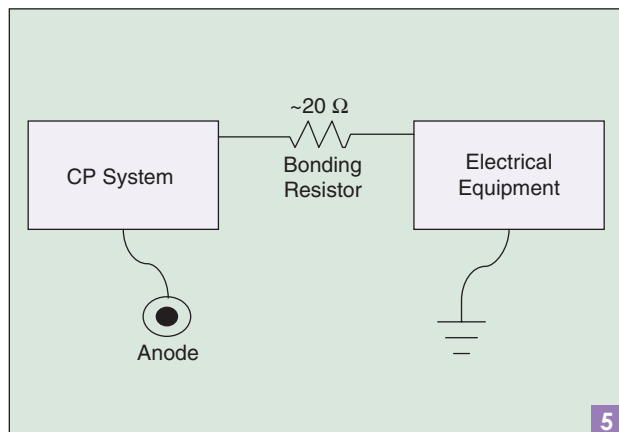 ~20 Ω
CP System
Bonding
Resistor
Electrical
Equipment
Anode
5